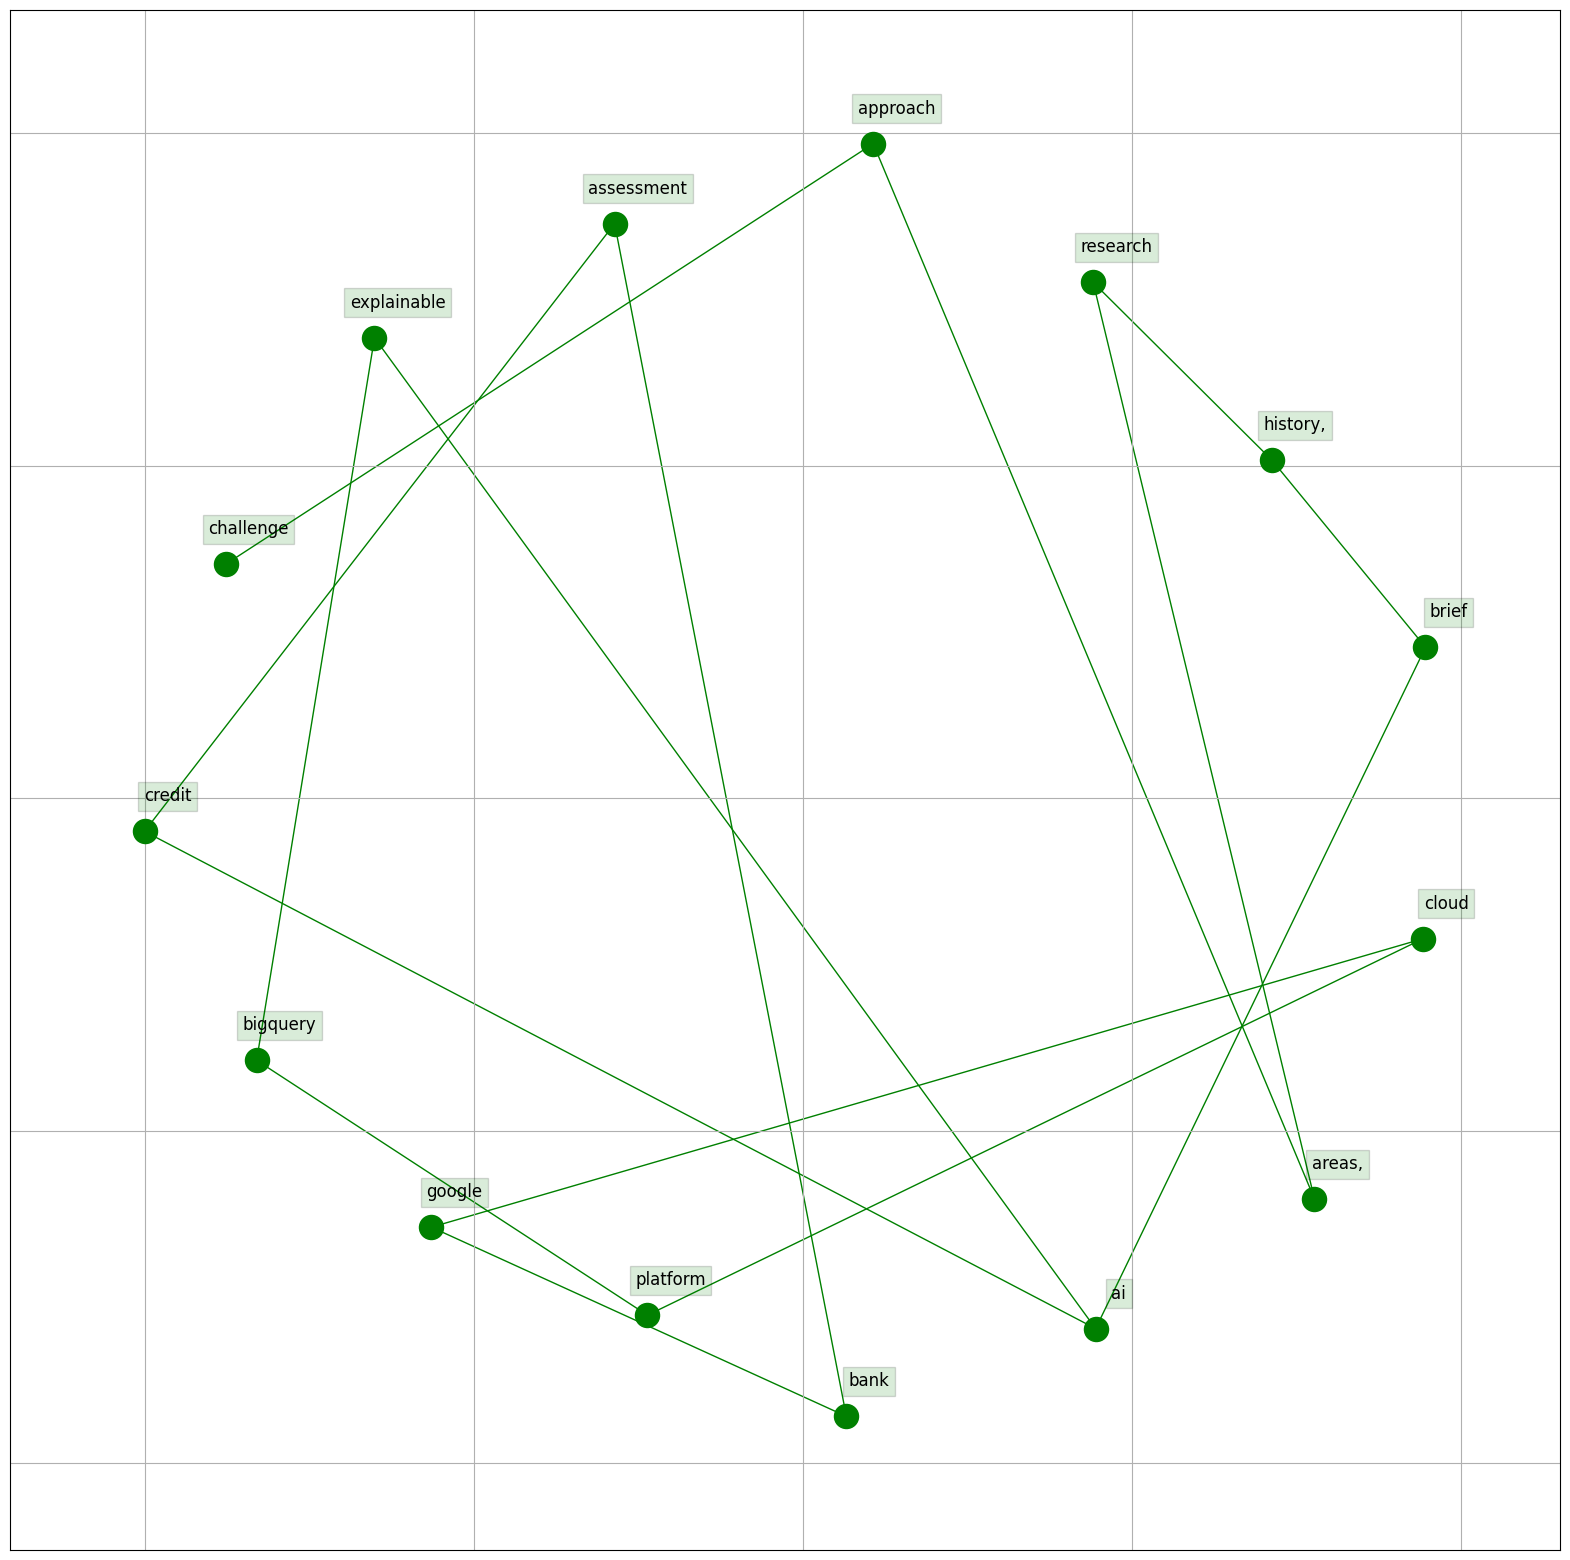 approach
assessment
research
explainable
history,
challenge
brief
credit
cloud
bigquery
areas,
google
platform
ai
bank